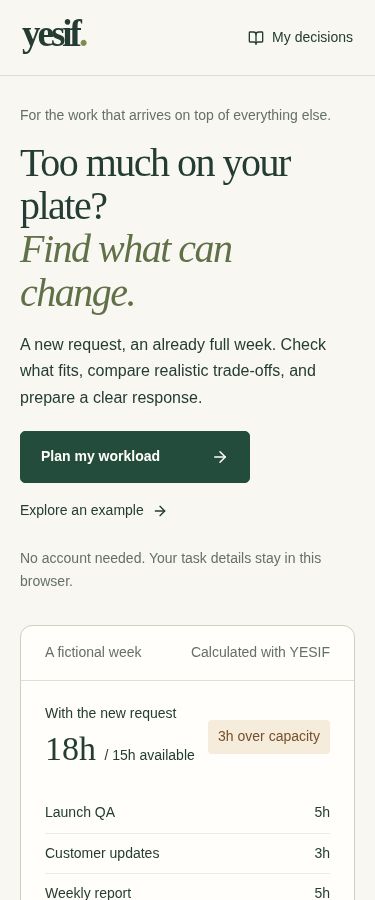 yesif.
My decisions
For the work that arrives on top of everything else.
Too much on your
plate?
Find what can
change.
A new request, an already full week. Check
what fits, compare realistic trade-offs, and
prepare a clear response.
Plan my workload
Explore an example
No account needed. Your task details stay in this
browser.
A fictional week
Calculated with YESIF
With the new request
18h / 15h available
3h over capacity
Launch QA 5h
Customer updates 3h
Weekly report 5h